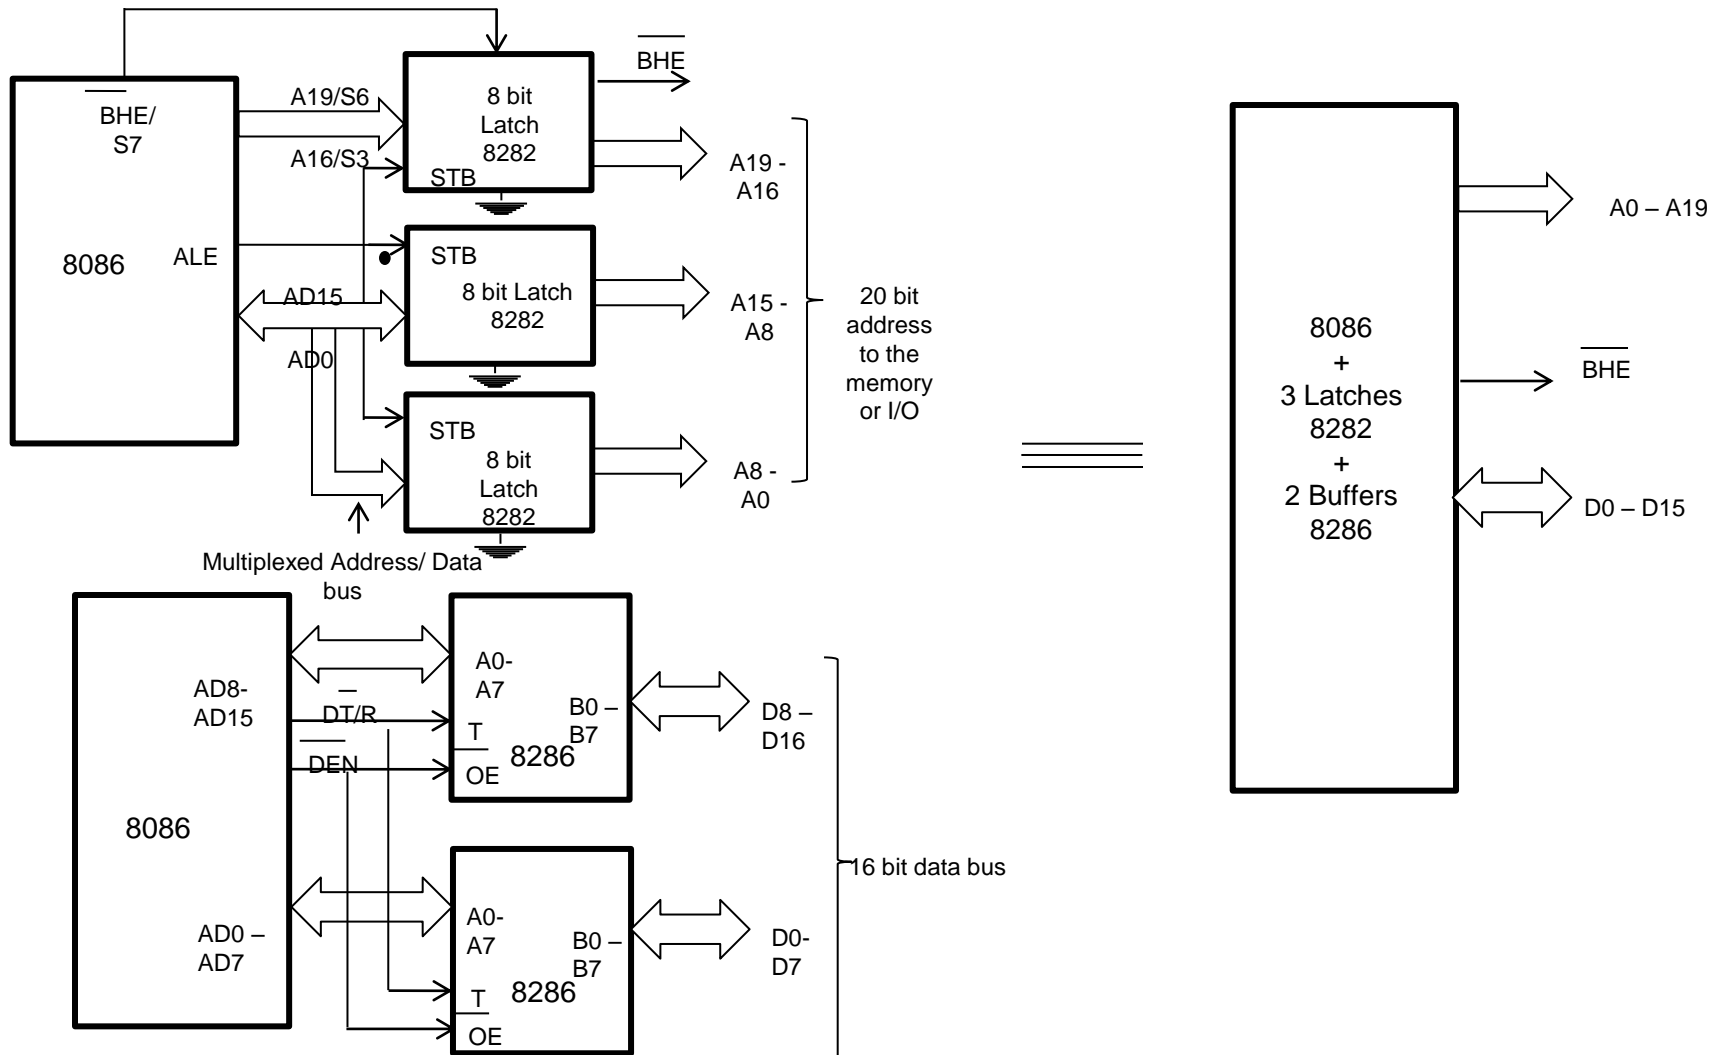 BHE
BHE/
S7
A19/S6
A16/S3
8 bit
Latch
8282
STB
A19 -
A16
8086
ALE
STB
8 bit Latch
8282
AD15
AD0
A15 -
A8
STB
8 bit
Latch
8282
A8 -
A0
20 bit
address
to the
memory
or I/O
Multiplexed Address/ Data
bus
AD8-
AD15
DT/R
DEN
8086
AD0 –
AD7
A0-
A7
B0 –
B7
T
OE
8286
D8 –
D16
A0-
A7
B0 –
B7
T
OE
8286
D0-
D7
16 bit data bus
8086
+
3 Latches
8282
+
2 Buffers
8286
A0 – A19
BHE
D0 – D15